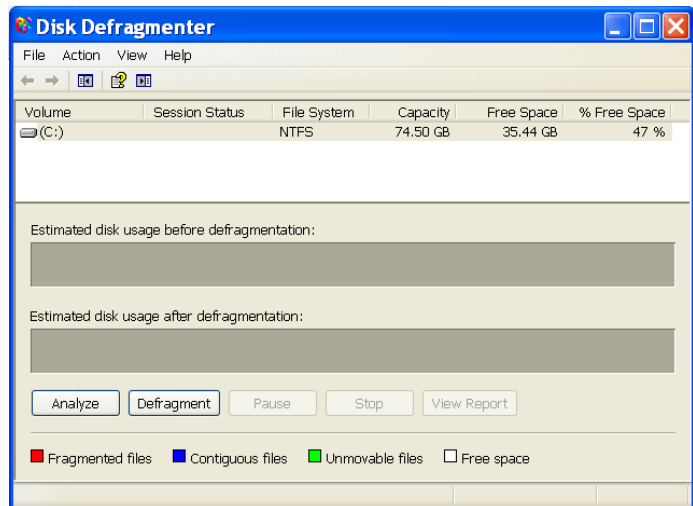 Disk Defragmenter
File Action View Help
Volume Session Status File System Capacity Free Space % Free Space
(C:) NTFS 74.50 GB 35.44 GB 47 %
Estimated disk usage before defragmentation:
Estimated disk usage after defragmentation:
Analyze Defragment Pause Stop View Report
Fragmented files Contiguous files Unmovable files Free space